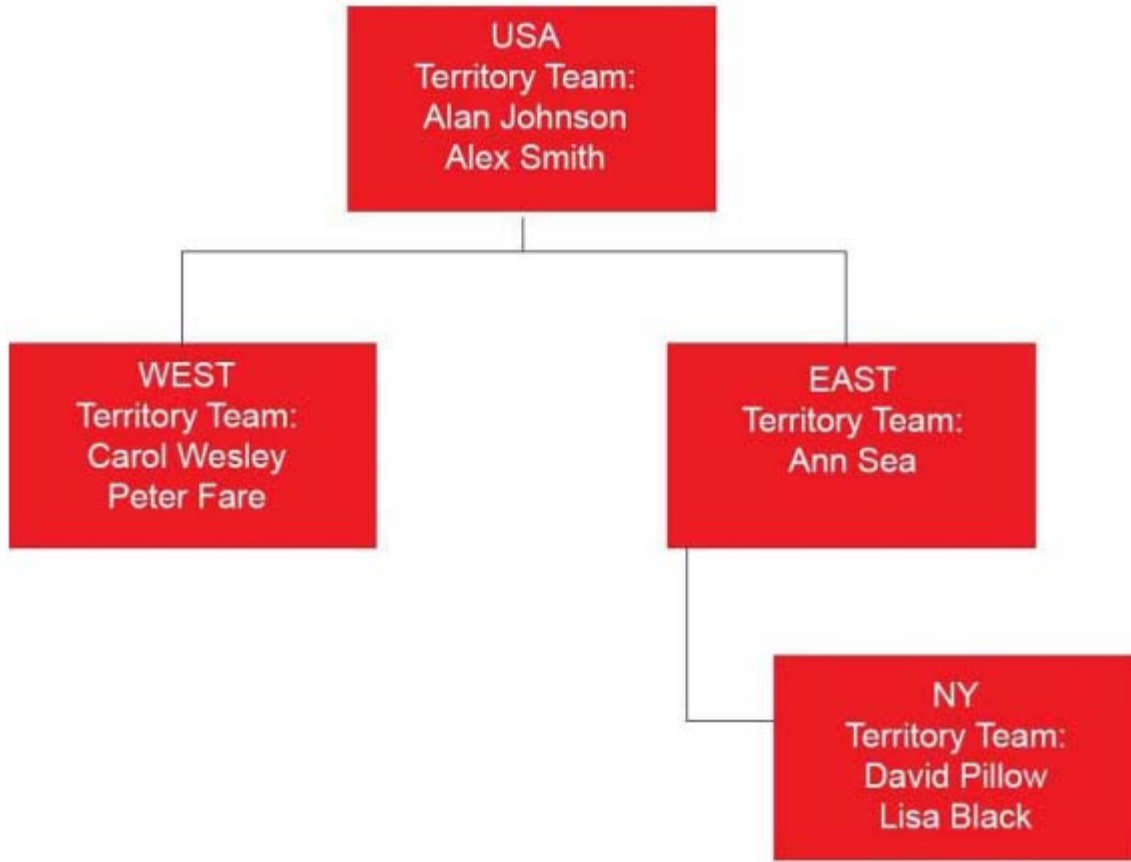 USA
Territory Team:
Alan Johnson
Alex Smith
WEST
Territory Team:
Carol Wesley
Peter Fare
EAST
Territory Team:
Ann Sea
NY
Territory Team:
David Pillow
Lisa Black